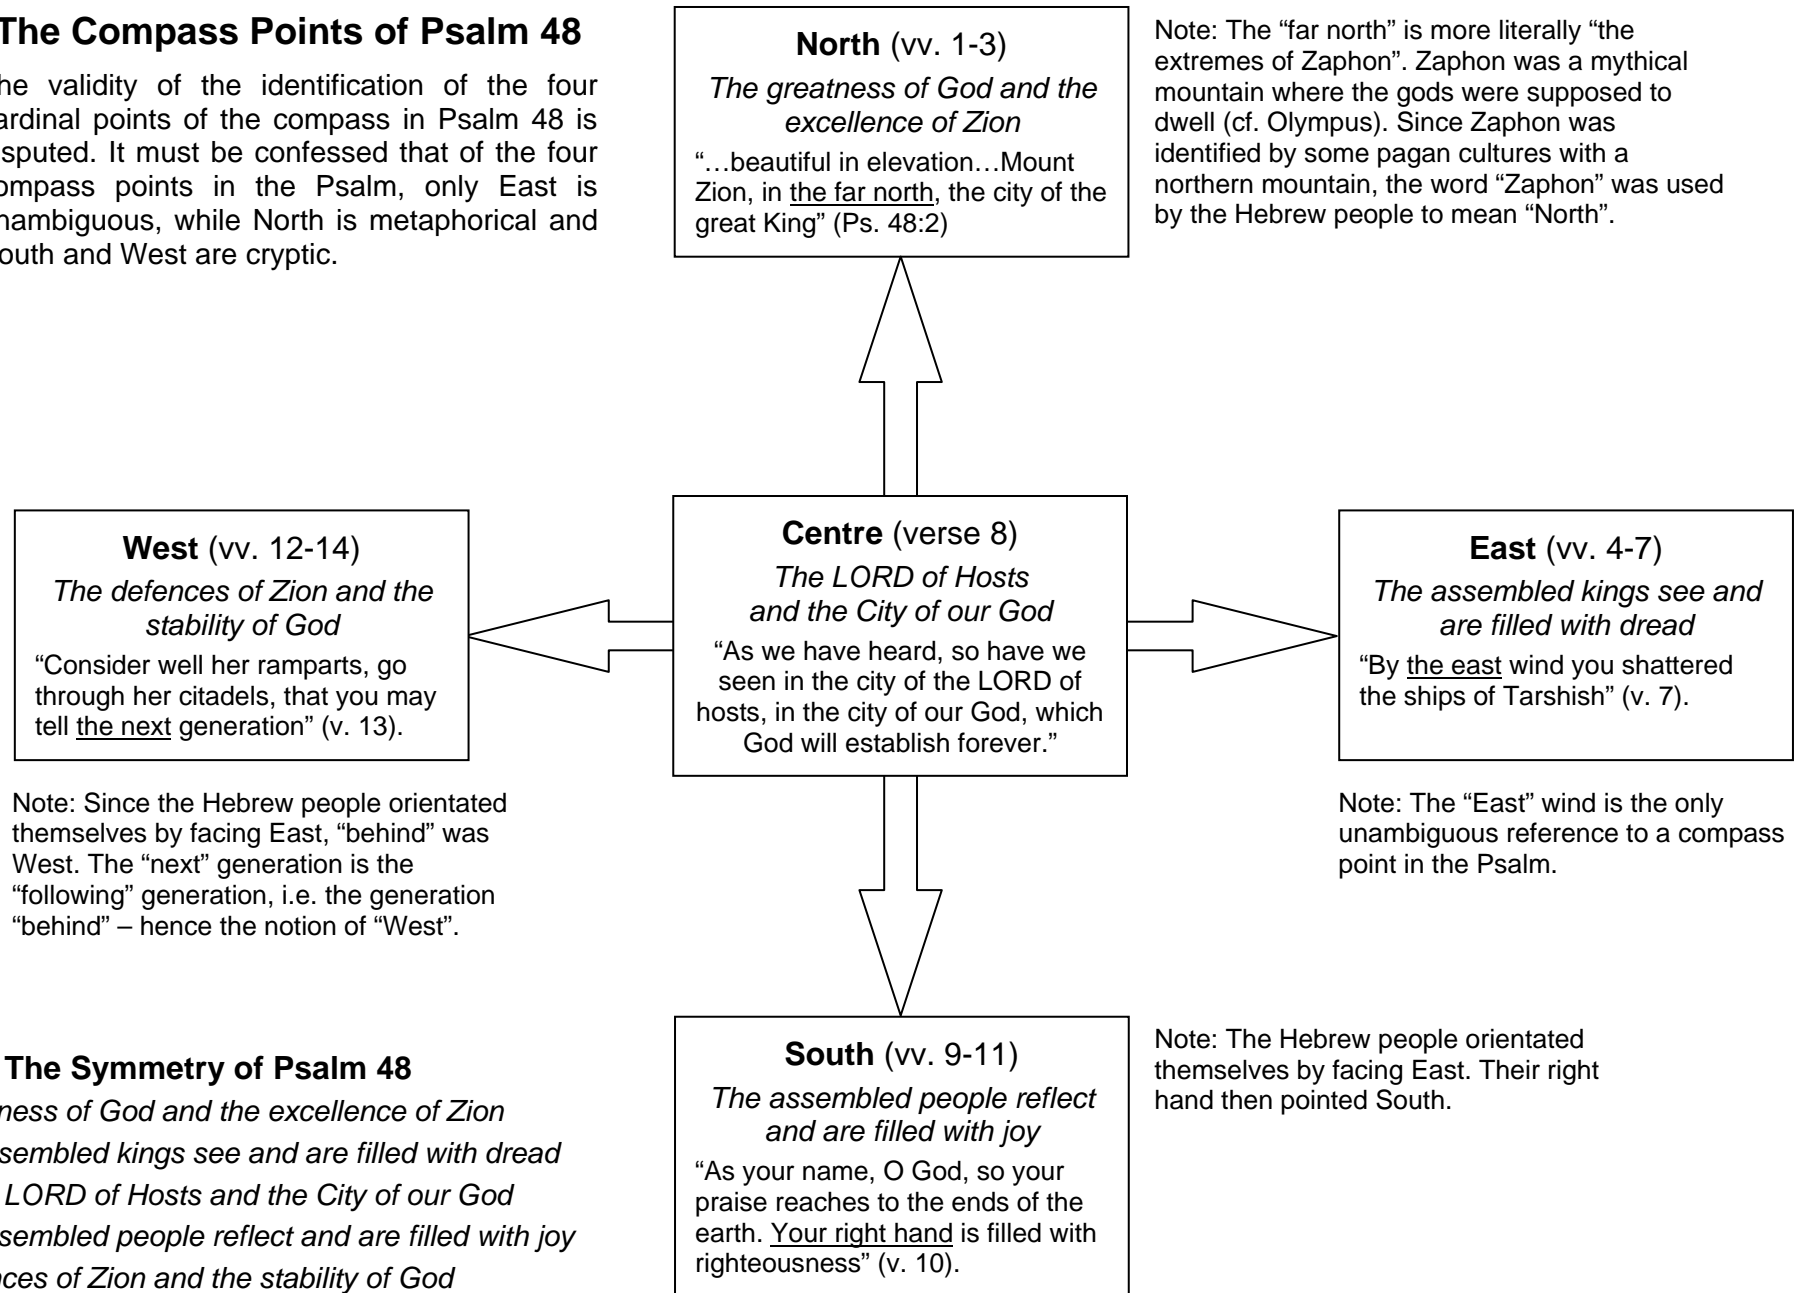 The Compass Points of Psalm 48
he validity of the identification of the four
ardinal points of the compass in Psalm 48 is
sputed. It must be confessed that of the four
ompass points in the Psalm, only East is
nambiguous, while North is metaphorical and
outh and West are cryptic.
North (vv. 1-3)
The greatness of God and the
excellence of Zion
“…beautiful in elevation…Mount
Zion, in the far north, the city of the
great King” (Ps. 48:2)
Note: The “far north” is more literally “the
extremes of Zaphon”. Zaphon was a mythical
mountain where the gods were supposed to
dwell (cf. Olympus). Since Zaphon was
identified by some pagan cultures with a
northern mountain, the word “Zaphon” was used
by the Hebrew people to mean “North”.
West (vv. 12-14)
The defences of Zion and the
stability of God
“Consider well her ramparts, go
through her citadels, that you may
tell the next generation” (v. 13).
Note: Since the Hebrew people orientated
themselves by facing East, “behind” was
West. The “next” generation is the
“following” generation, i.e. the generation
“behind” – hence the notion of “West”.
Centre (verse 8)
The LORD of Hosts
and the City of our God
“As we have heard, so have we
seen in the city of the LORD of
hosts, in the city of our God, which
God will establish forever.”
East (vv. 4-7)
The assembled kings see and
are filled with dread
“By the east wind you shattered
the ships of Tarshish” (v. 7).
Note: The “East” wind is the only
unambiguous reference to a compass
point in the Psalm.
The Symmetry of Psalm 48
ness of God and the excellence of Zion
sembled kings see and are filled with dread
LORD of Hosts and the City of our God
sembled people reflect and are filled with joy
nces of Zion and the stability of God
South (vv. 9-11)
The assembled people reflect
and are filled with joy
“As your name, O God, so your
praise reaches to the ends of the
earth. Your right hand is filled with
righteousness” (v. 10).
Note: The Hebrew people orientated
themselves by facing East. Their right
hand then pointed South.